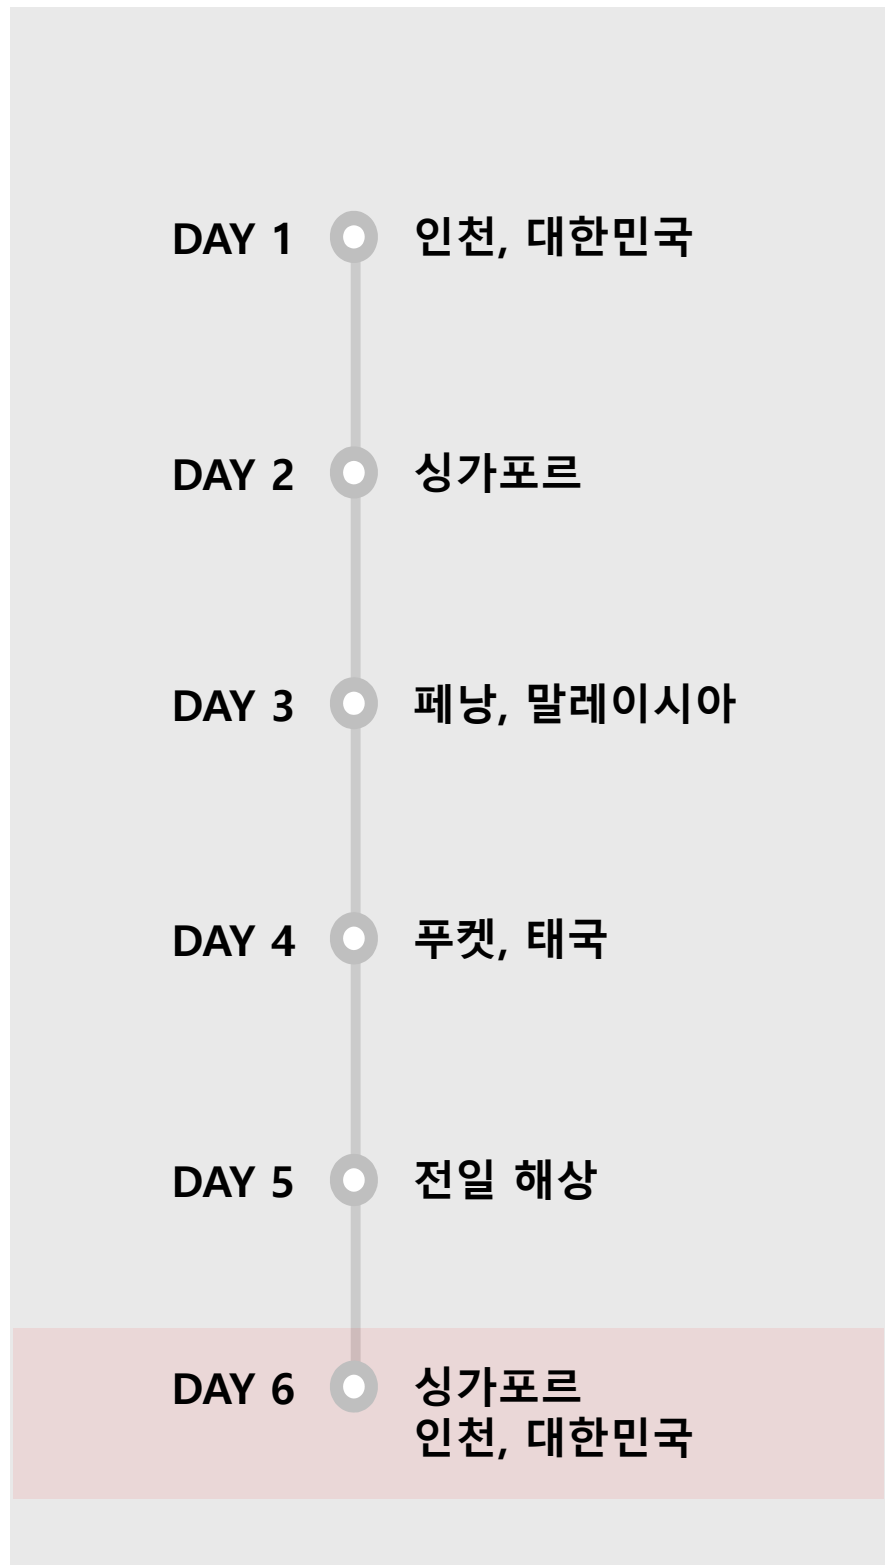 DAY 1 인천, 대한민국
DAY 2 싱가포르
DAY 3 페낭, 말레이시아
DAY 4 푸켓, 태국
DAY 5 전일 해상
DAY 6 싱가포르
인천, 대한민국